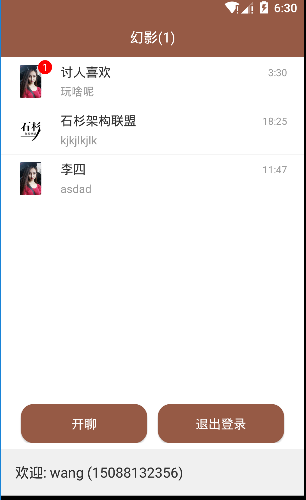 6:30
幻影(1)
1
讨人喜欢 3:30
玩啥呢
石杉
石杉架构联盟 18:25
kjkjlkjlk
李四 11:47
asdad
开聊 退出登录
欢迎: wang (15088132356)